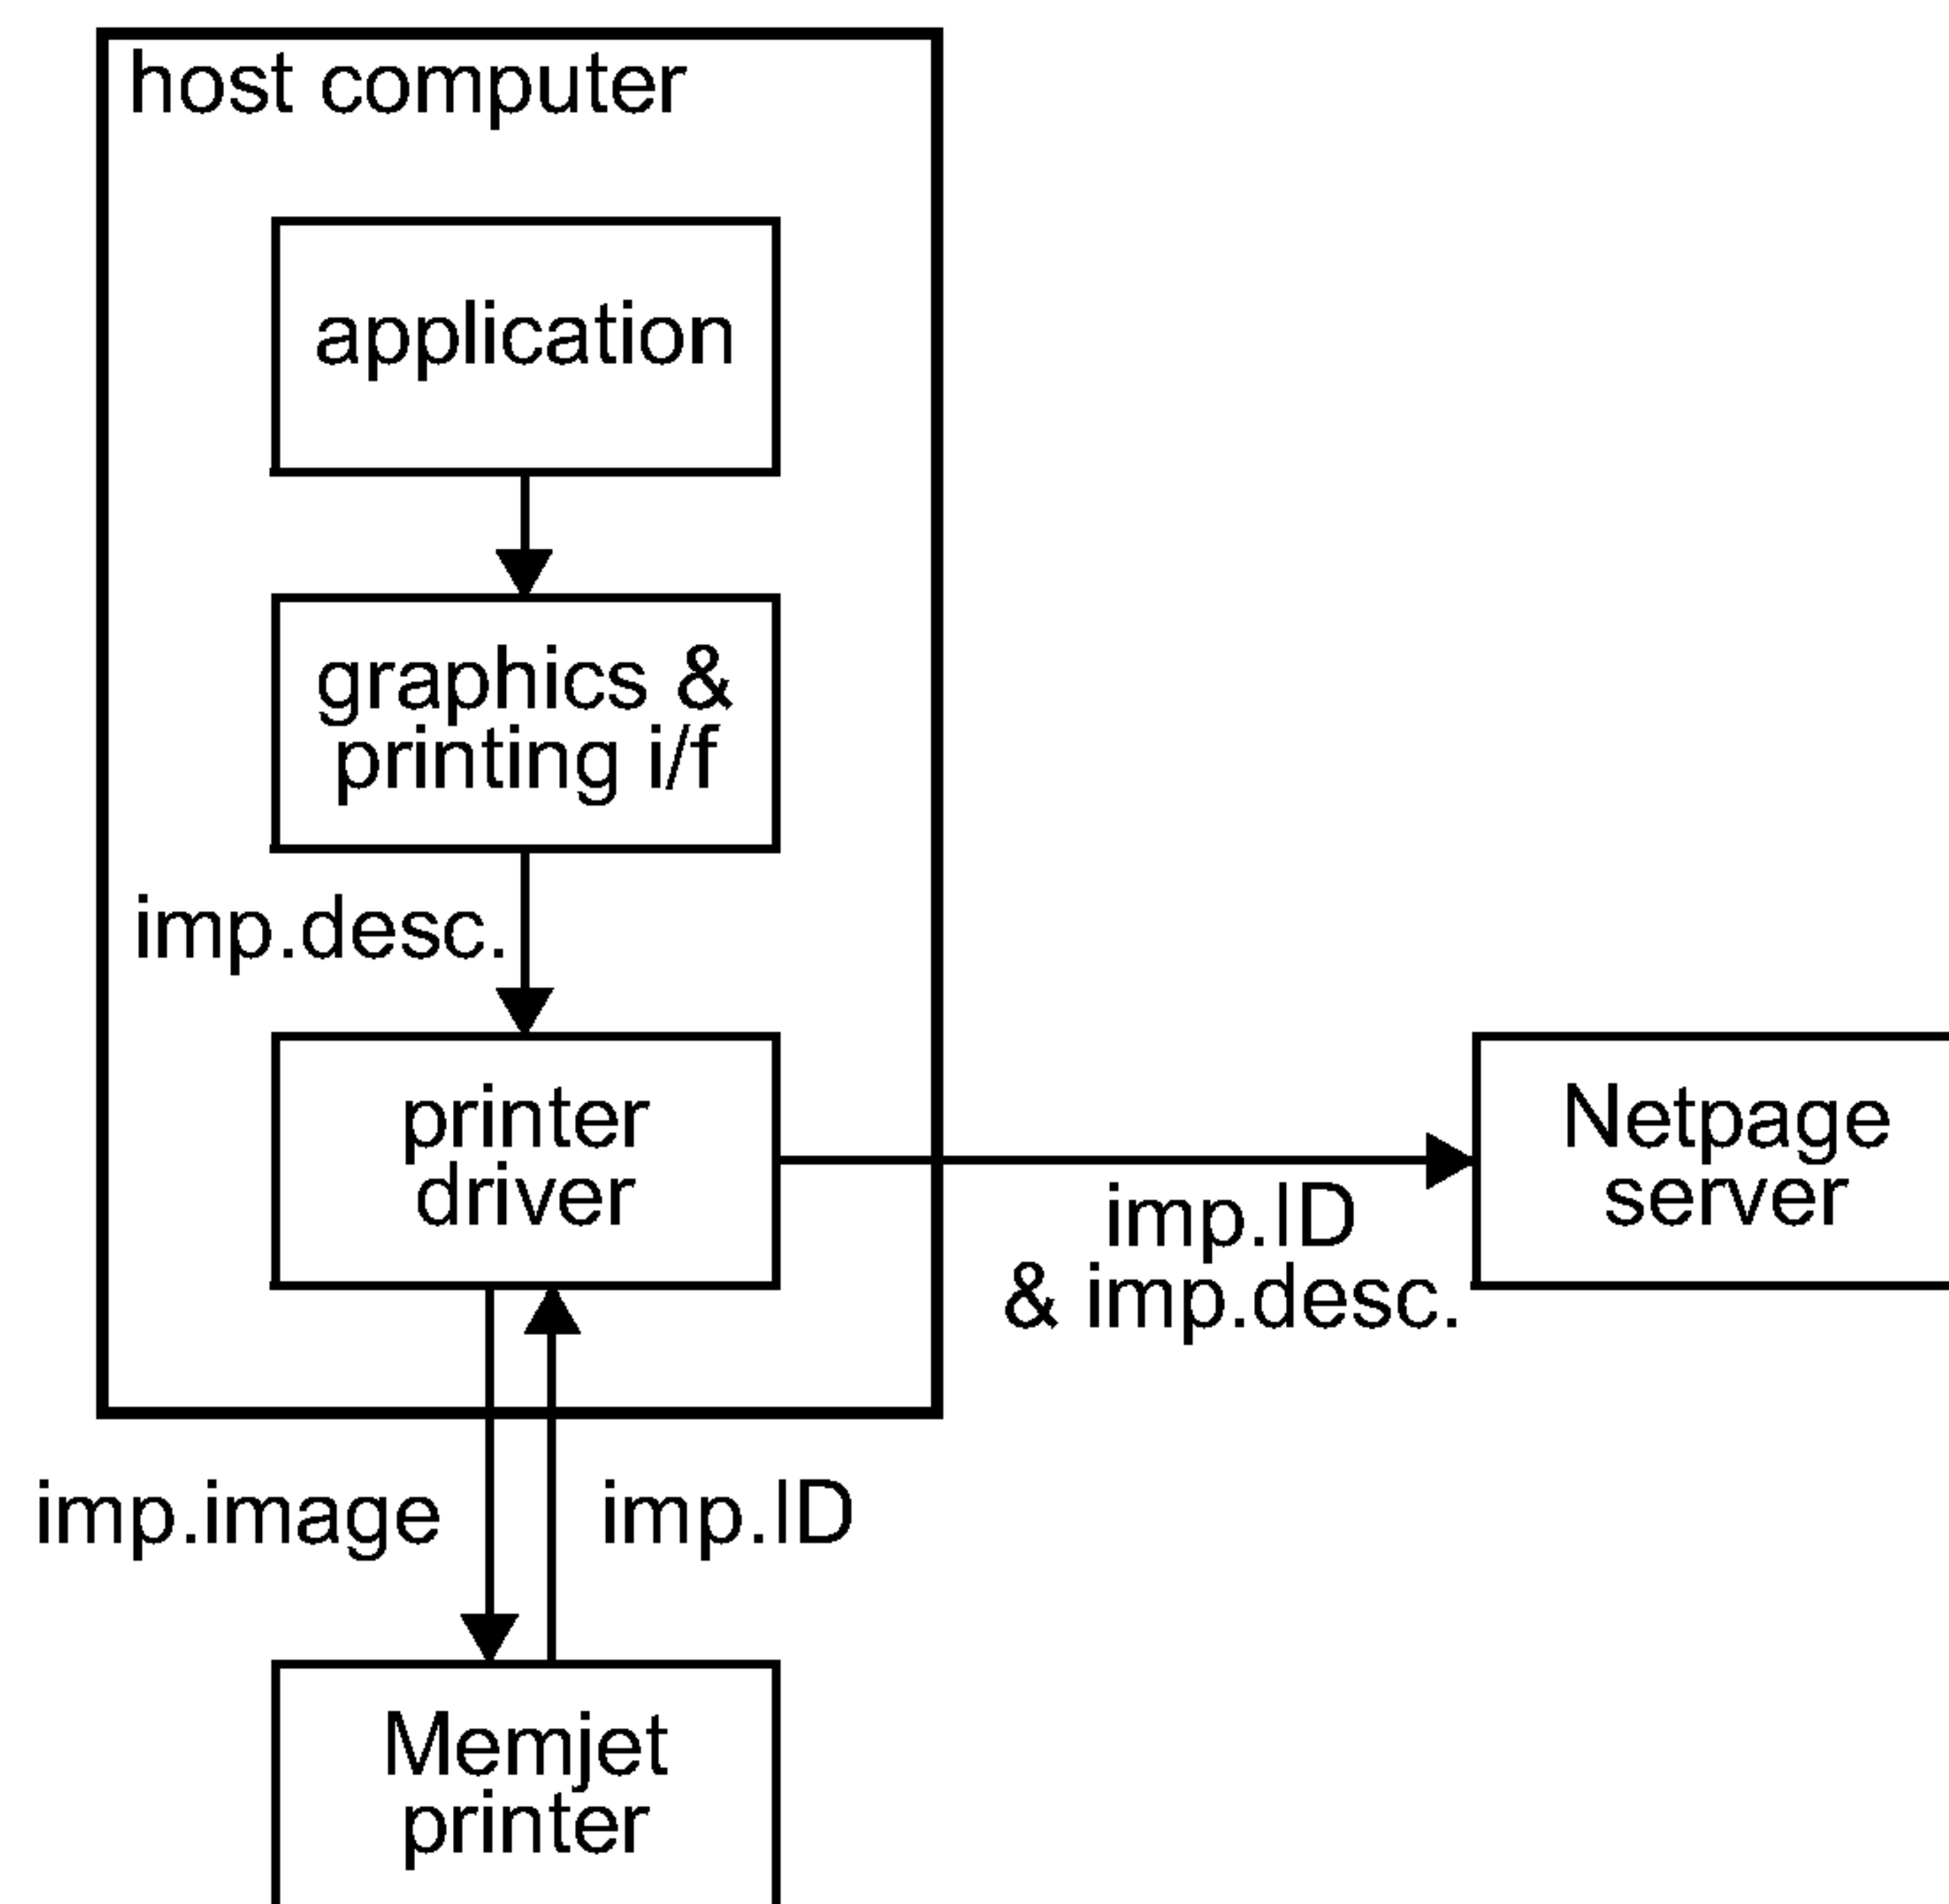 host computer
application
graphics &
printing i/f
imp.desc.
printer
driver
Netpage
server
imp.ID
& imp.desc.
imp.image
imp.ID
Memjet
printer